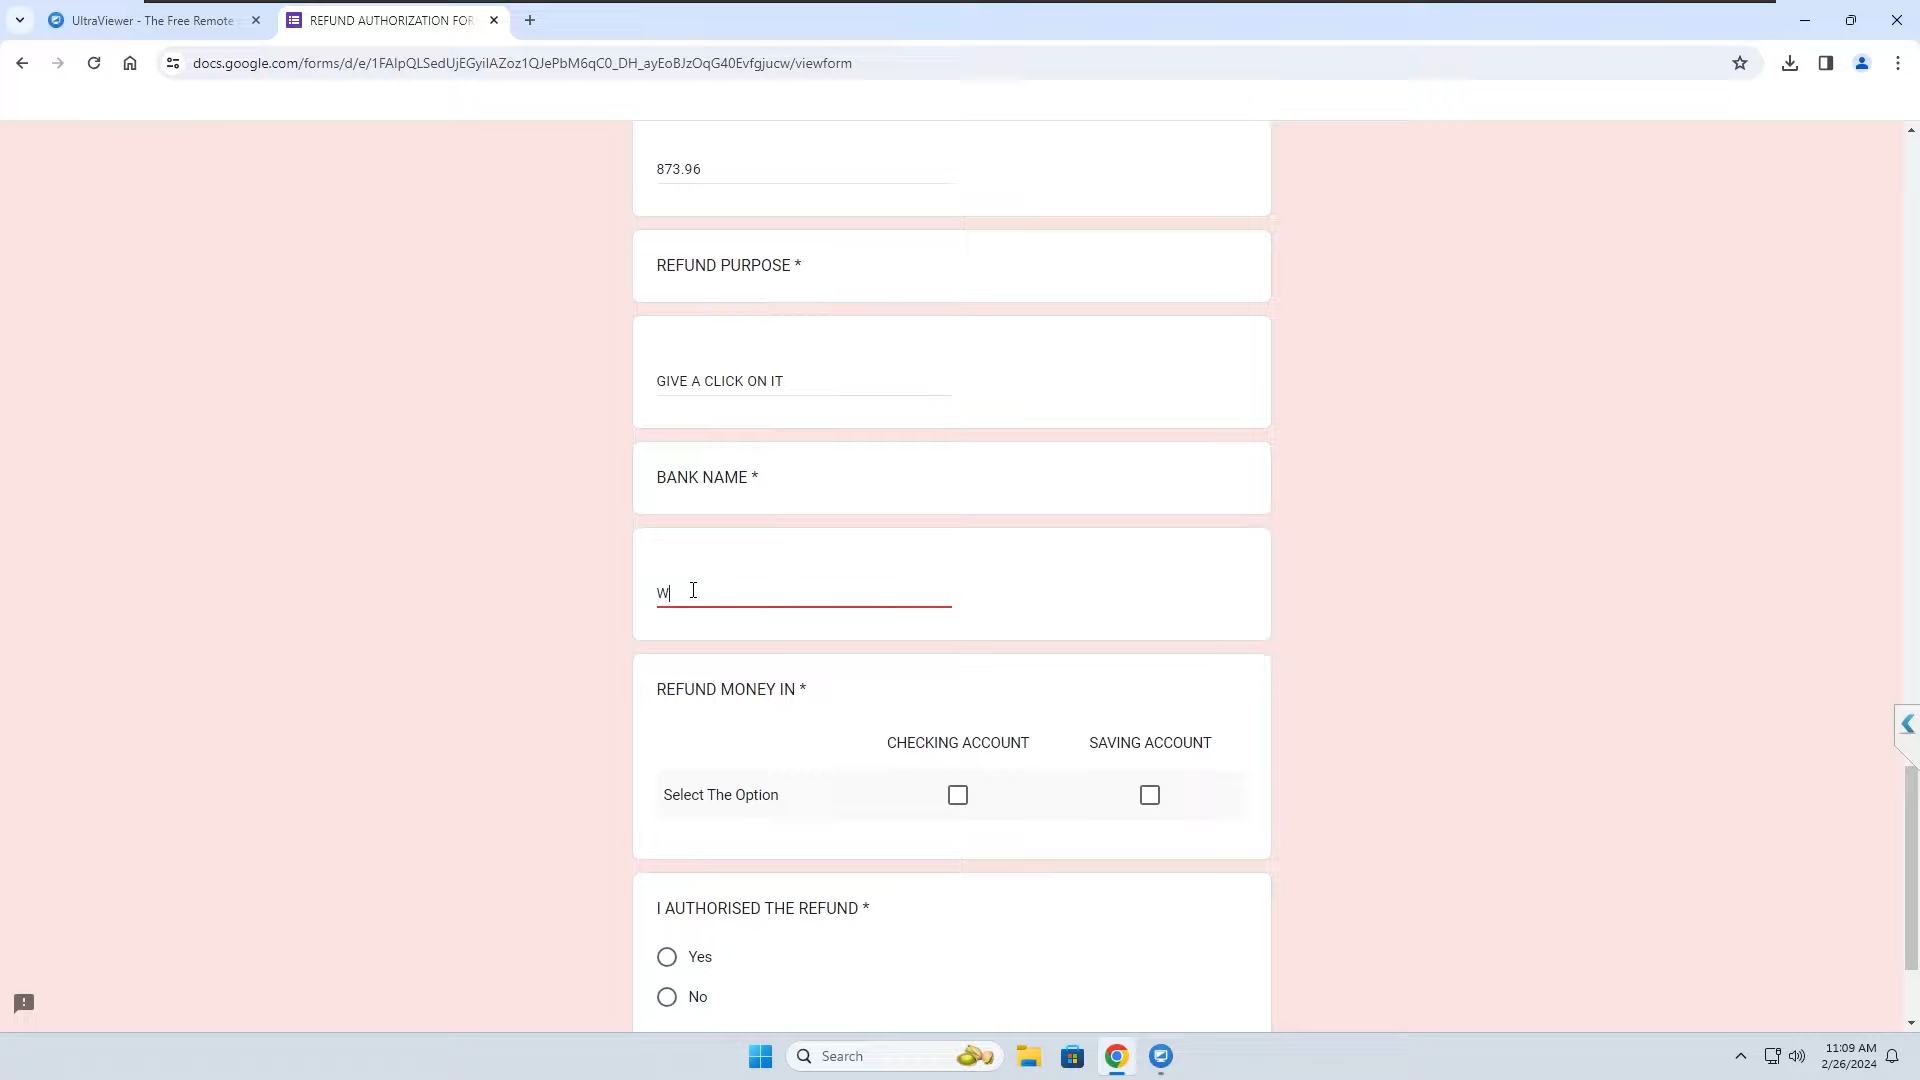 UltraViewer - The Free Remote
REFUND AUTHORIZATION FOR
docs.google.com/forms/d/e/1FAIpQLSedUjEGyiIAZoz1QJePbM6qC0_DH_ayEoBJzOqG40Evfgjucw/viewform
873.96
REFUND PURPOSE *
GIVE A CLICK ON IT
BANK NAME *
W
REFUND MONEY IN *
CHECKING ACCOUNT SAVING ACCOUNT
Select The Option
I AUTHORISED THE REFUND *
Yes
No
Search
11:09 AM
2/26/2024